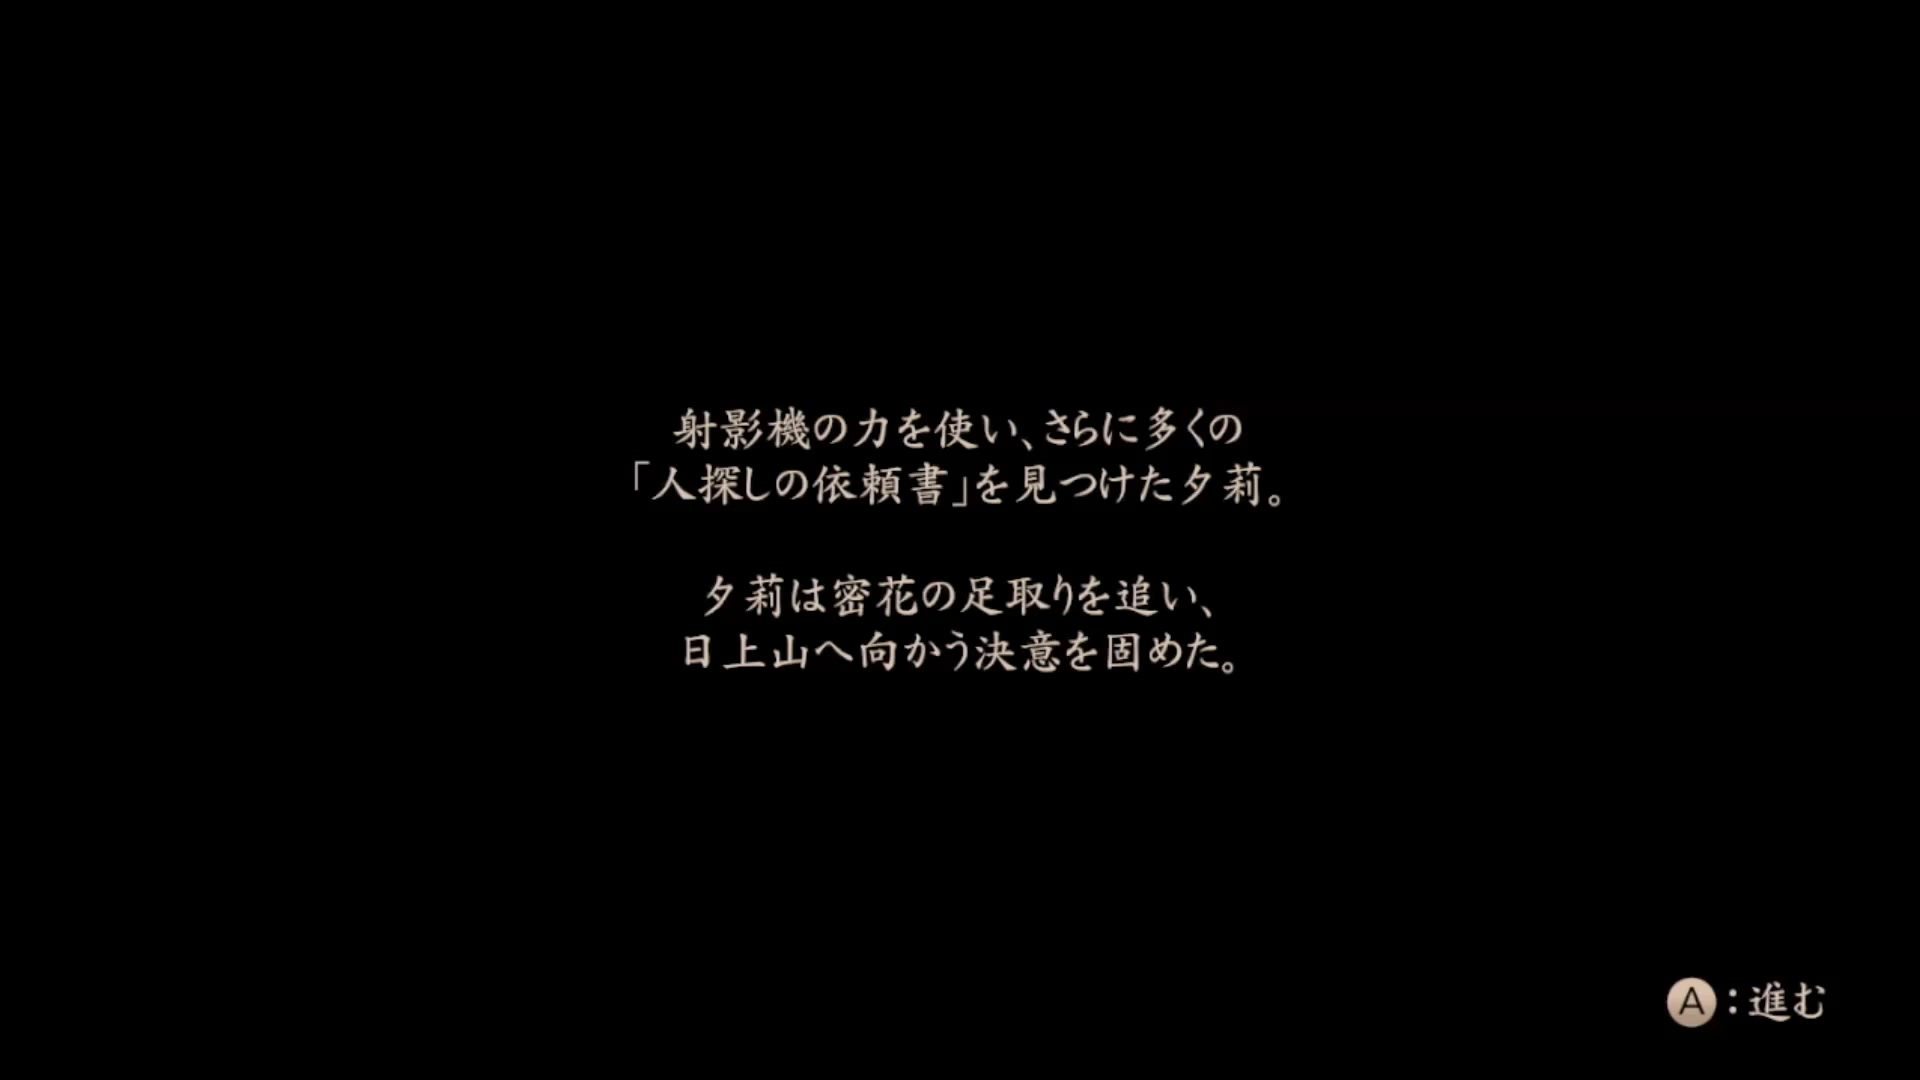 射影機の力を使い、さらに多くの
「人探しの依頼書」を見つけた夕莉。
夕莉は密花の足取りを追い、
日上山へ向かう決意を固めた。
A：進む